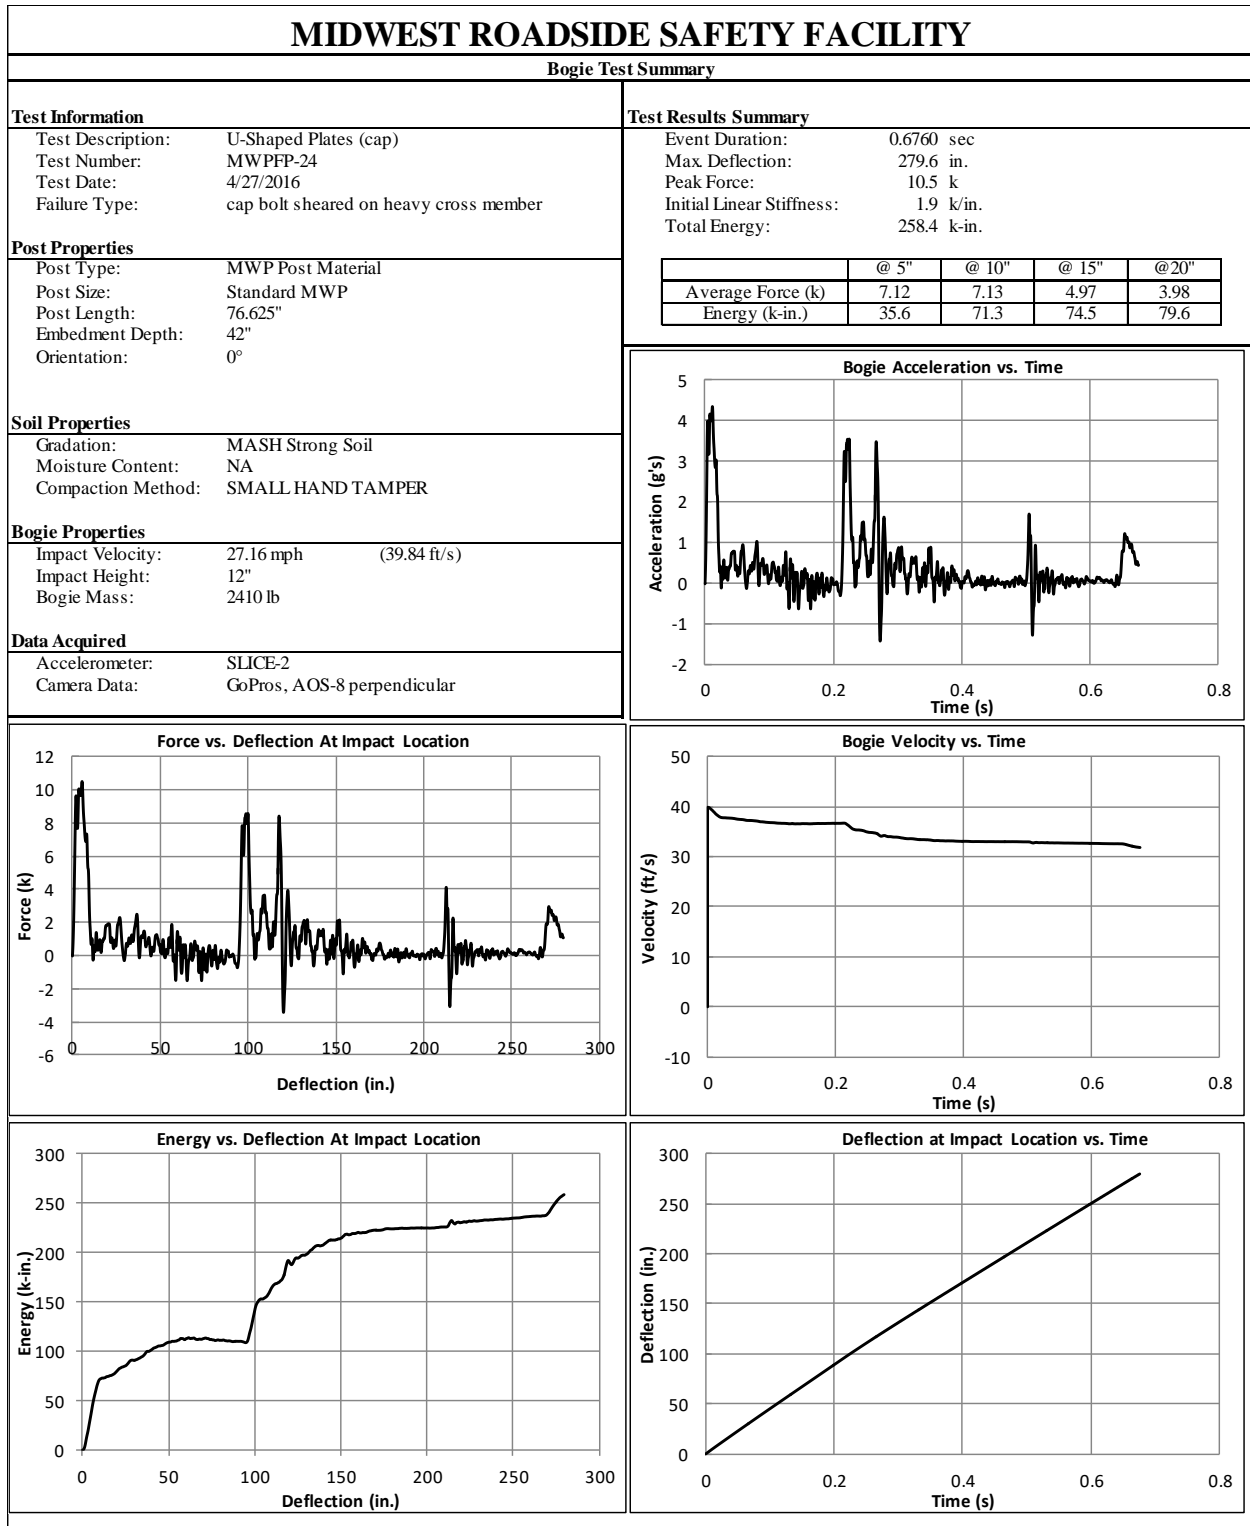 MIDWEST ROADSIDE SAFETY FACILITY
Bogie Test Summary
Test Information
Test Description: U-Shaped Plates (cap)
Test Number: MWPFP-24
Test Date: 4/27/2016
Failure Type: cap bolt sheared on heavy cross member
Post Properties
Post Type: MWP Post Material
Post Size: Standard MWP
Post Length: 76.625"
Embedment Depth: 42"
Orientation: 0°
Soil Properties
Gradation: MASH Strong Soil
Moisture Content: NA
Compaction Method: SMALL HAND TAMPER
Bogie Properties
Impact Velocity: 27.16 mph (39.84 ft/s)
Impact Height: 12"
Bogie Mass: 2410 lb
Data Acquired
Accelerometer: SLICE-2
Camera Data: GoPros, AOS-8 perpendicular
Test Results Summary
Event Duration: 0.6760 sec
Max. Deflection: 279.6 in.
Peak Force: 10.5 k
Initial Linear Stiffness: 1.9 k/in.
Total Energy: 258.4 k-in.
@ 5" @ 10" @ 15" @20"
Average Force (k) 7.12 7.13 4.97 3.98
Energy (k-in.) 35.6 71.3 74.5 79.6
Bogie Acceleration vs. Time
Acceleration (g's)
5
4
3
2
1
0
-1
-2
0 0.2 0.4 0.6 0.8
Time (s)
Force vs. Deflection At Impact Location
Force (k)
12
10
8
6
4
2
0
-2
-4
-6
0 50 100 150 200 250 300
Deflection (in.)
Bogie Velocity vs. Time
Velocity (ft/s)
50
40
30
20
10
0
-10
0 0.2 0.4 0.6 0.8
Time (s)
Energy vs. Deflection At Impact Location
Energy (k-in.)
300
250
200
150
100
50
0
0 50 100 150 200 250 300
Deflection (in.)
Deflection at Impact Location vs. Time
Deflection (in.)
300
250
200
150
100
50
0
0 0.2 0.4 0.6 0.8
Time (s)